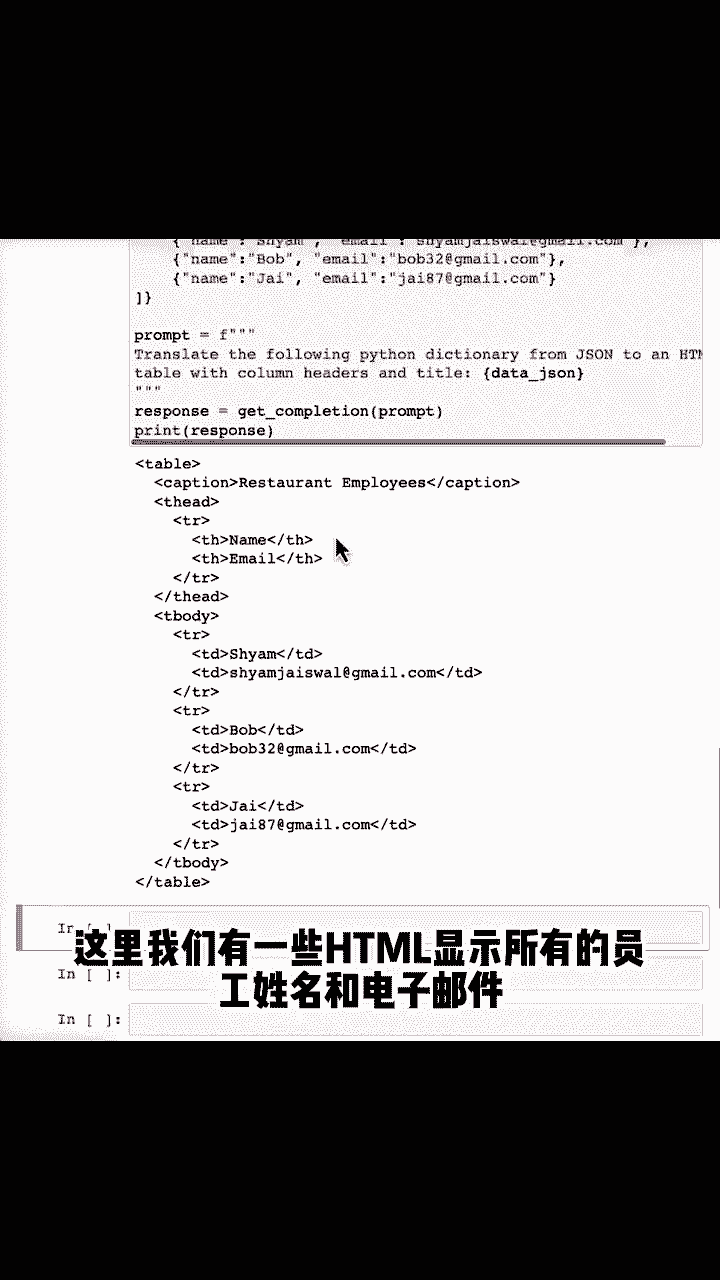 { "name": "Shyam", "email": "shyamjaiswal@gmail.com"},
{"name":"Bob", "email":"bob32@gmail.com"},
{"name":"Jai", "email":"jai87@gmail.com"}
]}
prompt = f"""
Translate the following python dictionary from JSON to an HTM
table with column headers and title: {data_json}
"""
response = get_completion(prompt)
print(response)
<table>
<caption>Restaurant Employees</caption>
<thead>
<tr>
<th>Name</th>
<th>Email</th>
</tr>
</thead>
<tbody>
<tr>
<td>Shyam</td>
<td>shyamjaiswal@gmail.com</td>
</tr>
<tr>
<td>Bob</td>
<td>bob32@gmail.com</td>
</tr>
<tr>
<td>Jai</td>
<td>jai87@gmail.com</td>
</tr>
</tbody>
</table>
In [ ]:
这里我们有一些HTML显示所有的员
In [ ]:
工姓名和电子邮件
In [ ]: